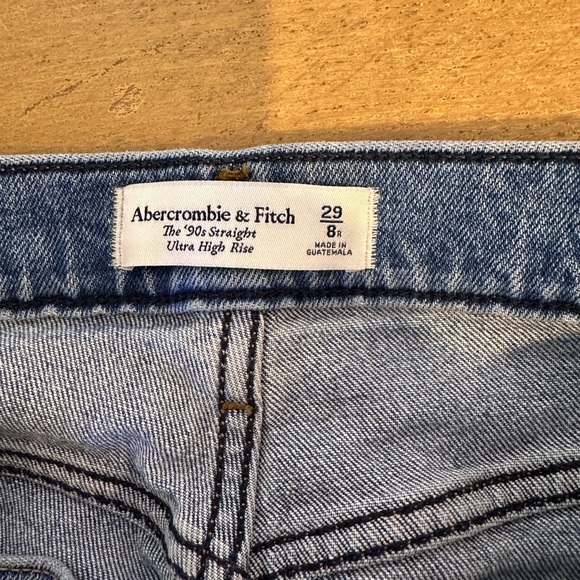 Abercrombie & Fitch
The '90s Straight
Ultra High Rise
29
8R
MADE IN
GUATEMALA